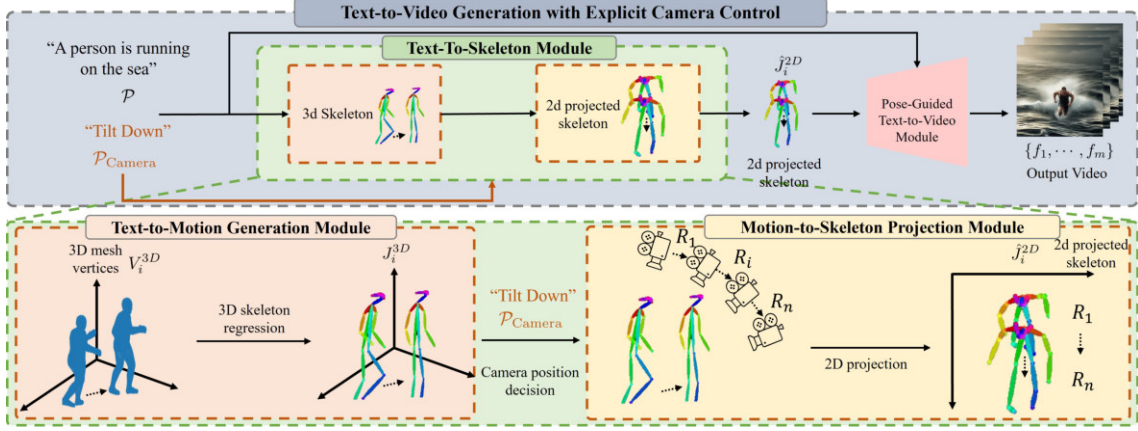 Text-to-Video Generation with Explicit Camera Control
"A person is running
on the sea"
𝒫
"Tilt Down"
𝒫Camera
Text-To-Skeleton Module
3d Skeleton
2d projected
skeleton
Ĵᵢ²ᴰ
2d projected
skeleton
Pose-Guided
Text-to-Video
Module
{f₁, ⋯ , fₘ}
Output Video
Text-to-Motion Generation Module
3D mesh
vertices Vᵢ³ᴰ
3D skeleton
regression
Jᵢ³ᴰ
"Tilt Down"
𝒫Camera
Camera position
decision
Motion-to-Skeleton Projection Module
R₁
Rᵢ
Rₙ
2D projection
Ĵᵢ²ᴰ
2d projected
skeleton
R₁
Rₙ